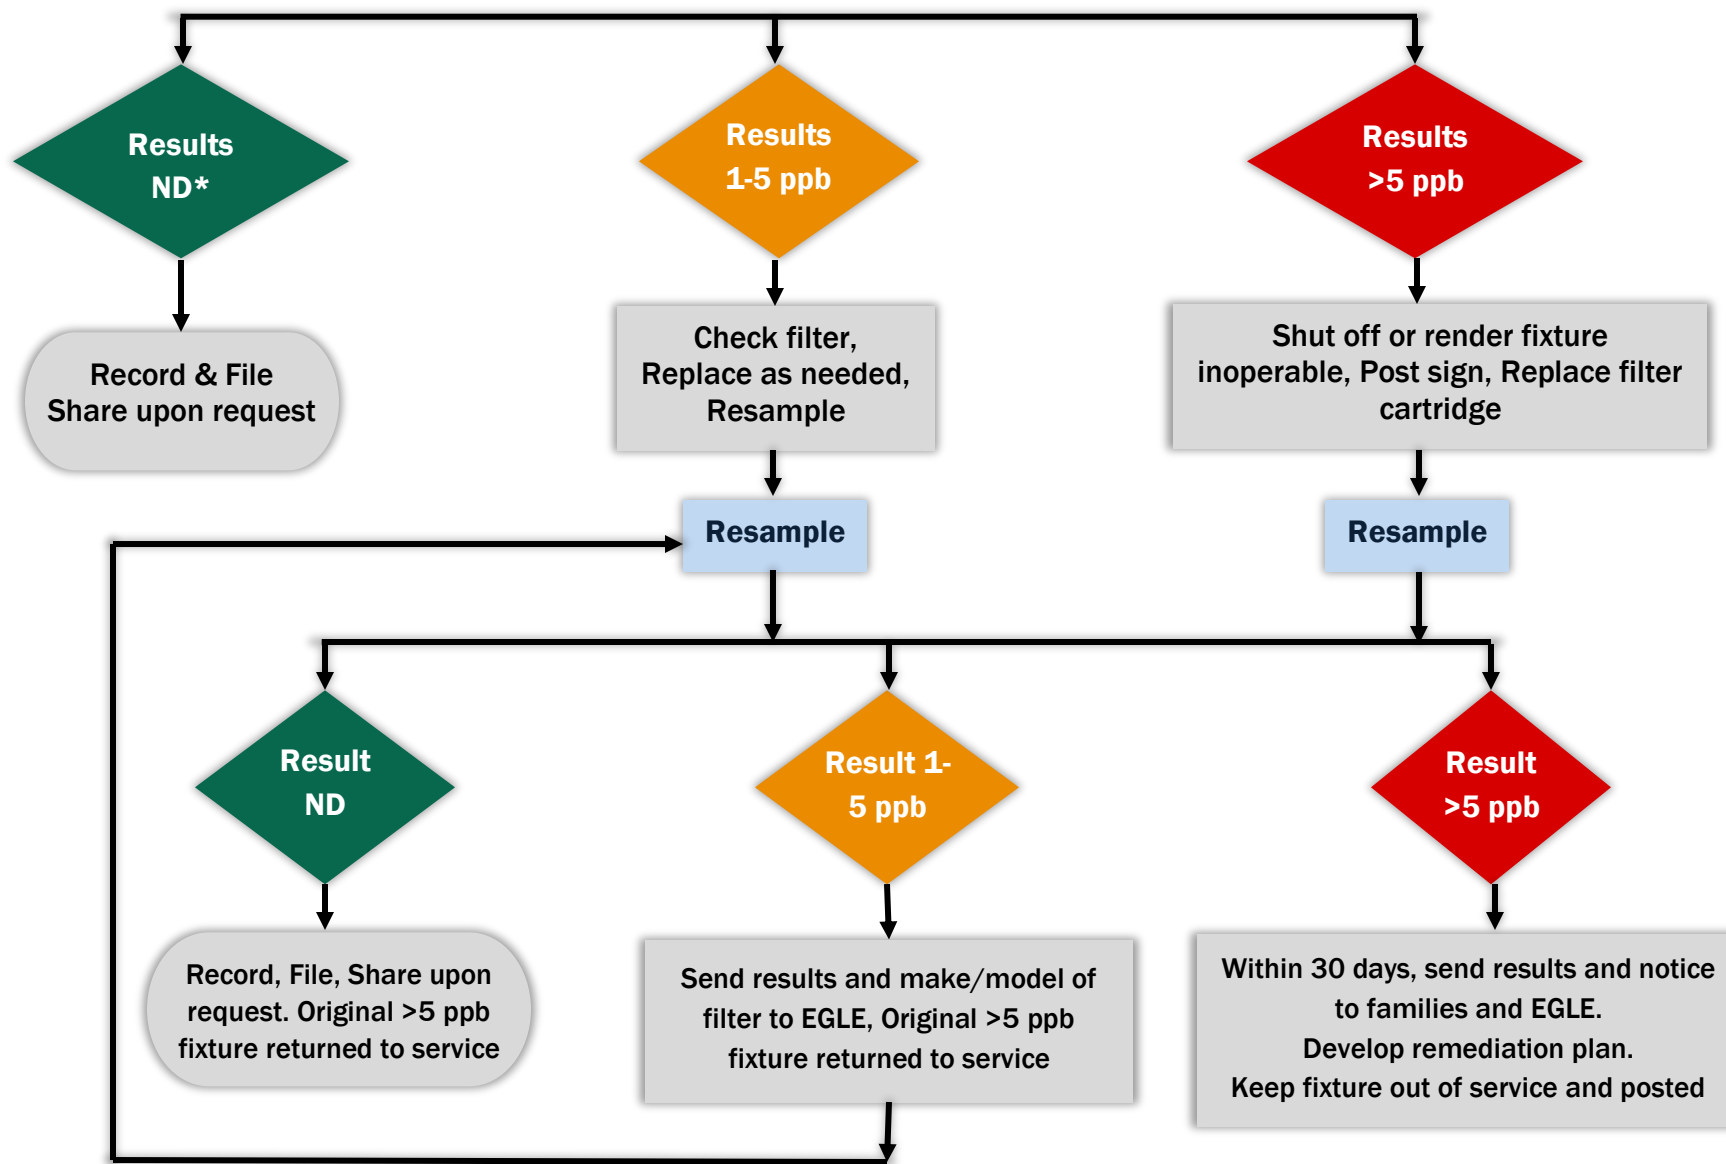 Results
ND*
Results
1-5 ppb
Results
>5 ppb
Record & File
Share upon request
Check filter,
Replace as needed,
Resample
Shut off or render fixture
inoperable, Post sign, Replace filter
cartridge
Resample
Resample
Result
ND
Result 1-
5 ppb
Result
>5 ppb
Record, File, Share upon
request. Original >5 ppb
fixture returned to service
Send results and make/model of
filter to EGLE, Original >5 ppb
fixture returned to service
Within 30 days, send results and notice
to families and EGLE.
Develop remediation plan.
Keep fixture out of service and posted